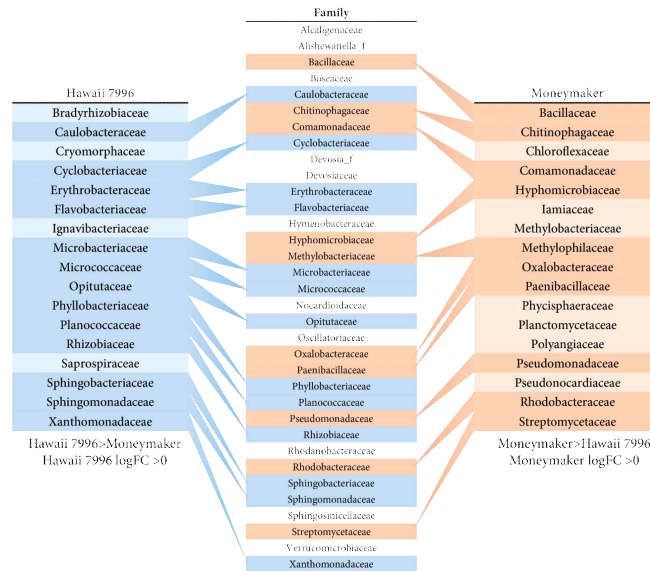 Family
Alcaligenaceae
Alishewanella_f
Bacillaceae
Boseaceae
Caulobacteraceae
Chitinophagaceae
Comamonadaceae
Cyclobacteriaceae
Devosia_f
Devosiaceae
Erythrobacteraceae
Flavobacteriaceae
Hymenobacteraceae
Hyphomicrobiaceae
Methylobacteriaceae
Microbacteriaceae
Micrococcaceae
Nocardioidaceae
Opitutaceae
Oscillatoriaceae
Oxalobacteraceae
Paenibacillaceae
Phyllobacteriaceae
Planococcaceae
Pseudomonadaceae
Rhizobiaceae
Rhodanobacteraceae
Rhodobacteraceae
Sphingobacteriaceae
Sphingomonadaceae
Sphingosinicellaceae
Streptomycetaceae
Verrucomicrobiaceae
Xanthomonadaceae
Hawaii 7996
Bradyrhizobiaceae
Caulobacteraceae
Cryomorphaceae
Cyclobacteriaceae
Erythrobacteraceae
Flavobacteriaceae
Ignavibacteriaceae
Microbacteriaceae
Micrococcaceae
Opitutaceae
Phyllobacteriaceae
Planococcaceae
Rhizobiaceae
Saprospiraceae
Sphingobacteriaceae
Sphingomonadaceae
Xanthomonadaceae
Hawaii 7996>Moneymaker
Hawaii 7996 logFC >0
Moneymaker
Bacillaceae
Chitinophagaceae
Chloroflexaceae
Comamonadaceae
Hyphomicrobiaceae
Iamiaceae
Methylobacteriaceae
Methylophilaceae
Oxalobacteraceae
Paenibacillaceae
Phycisphaeraceae
Planctomycetaceae
Polyangiaceae
Pseudomonadaceae
Pseudonocardiaceae
Rhodobacteraceae
Streptomycetaceae
Moneymaker>Hawaii 7996
Moneymaker logFC >0